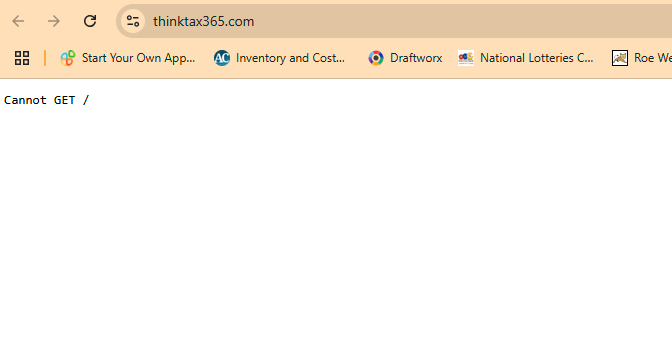 thinktax365.com
Start Your Own App... Inventory and Cost... Draftworx National Lotteries C... Roe We
Cannot GET /